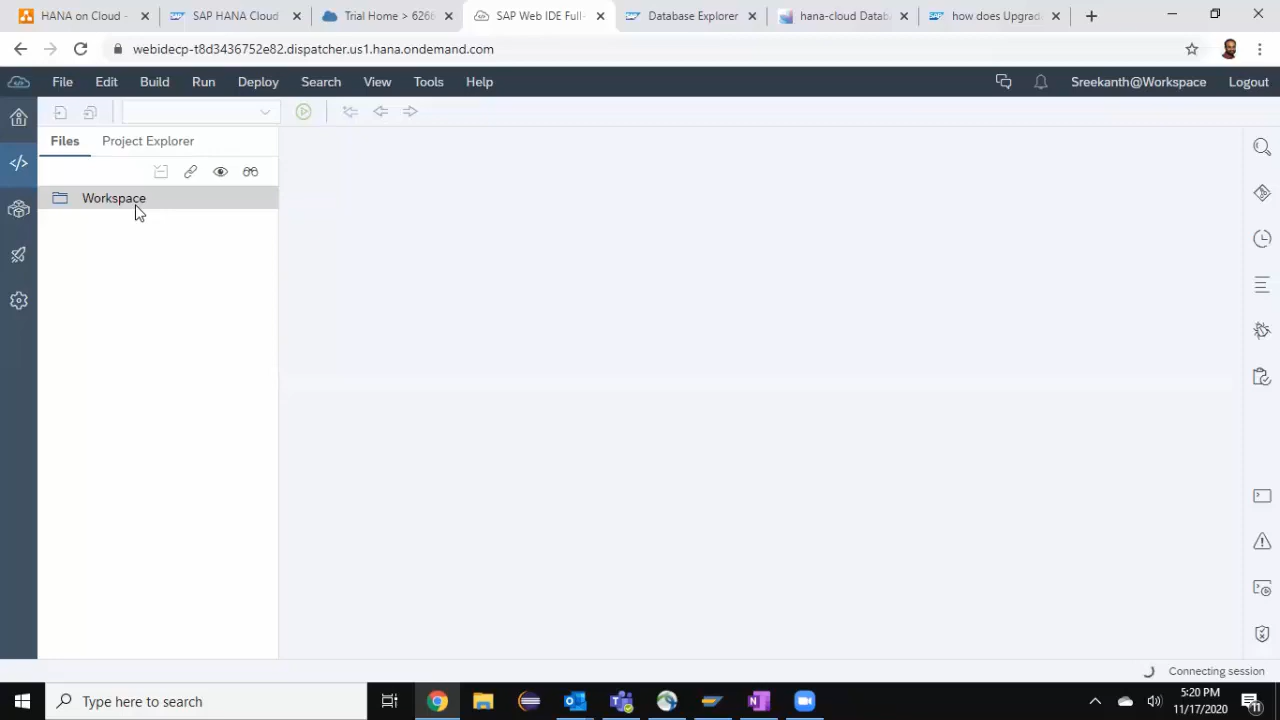 HANA on Cloud -
SAP HANA Cloud
Trial Home > 6266
SAP Web IDE Full-
Database Explorer
hana-cloud Datab
how does Upgrad
webidecp-t8d3436752e82.dispatcher.us1.hana.ondemand.com
File Edit Build Run Deploy Search View Tools Help
Sreekanth@Workspace Logout
Files Project Explorer
Workspace
Connecting session
Type here to search
5:20 PM
11/17/2020